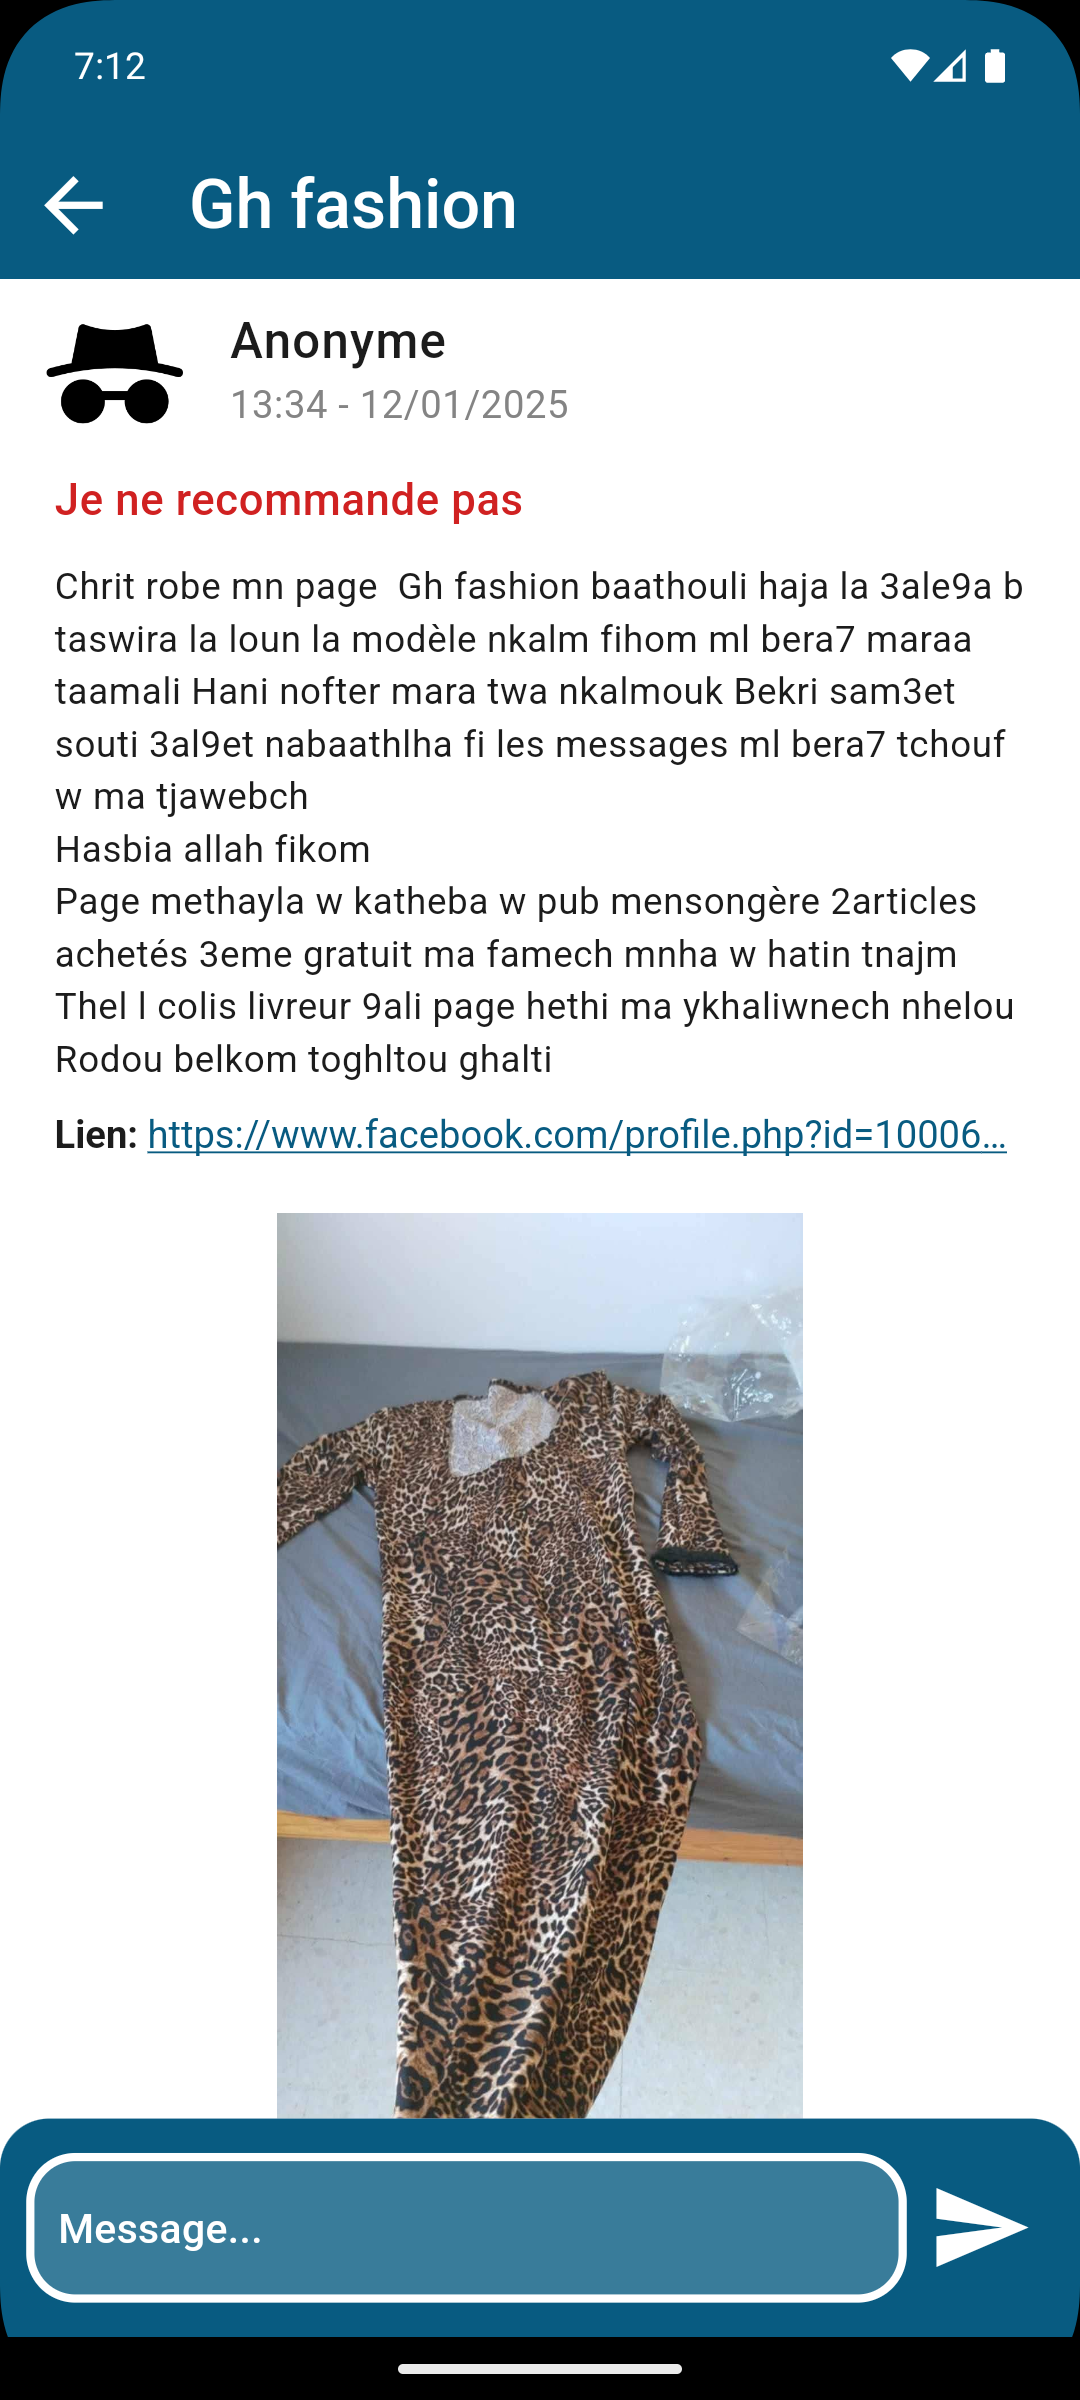 7:12
Gh fashion
Anonyme
13:34 - 12/01/2025
Je ne recommande pas
Chrit robe mn page  Gh fashion baathouli haja la 3ale9a b
taswira la loun la modèle nkalm fihom ml bera7 maraa
taamali Hani nofter mara twa nkalmouk Bekri sam3et
souti 3al9et nabaathlha fi les messages ml bera7 tchouf
w ma tjawebch
Hasbia allah fikom
Page methayla w katheba w pub mensongère 2articles
achetés 3eme gratuit ma famech mnha w hatin tnajm
Thel l colis livreur 9ali page hethi ma ykhaliwnech nhelou
Rodou belkom toghltou ghalti
Lien: https://www.facebook.com/profile.php?id=10006...
Message...